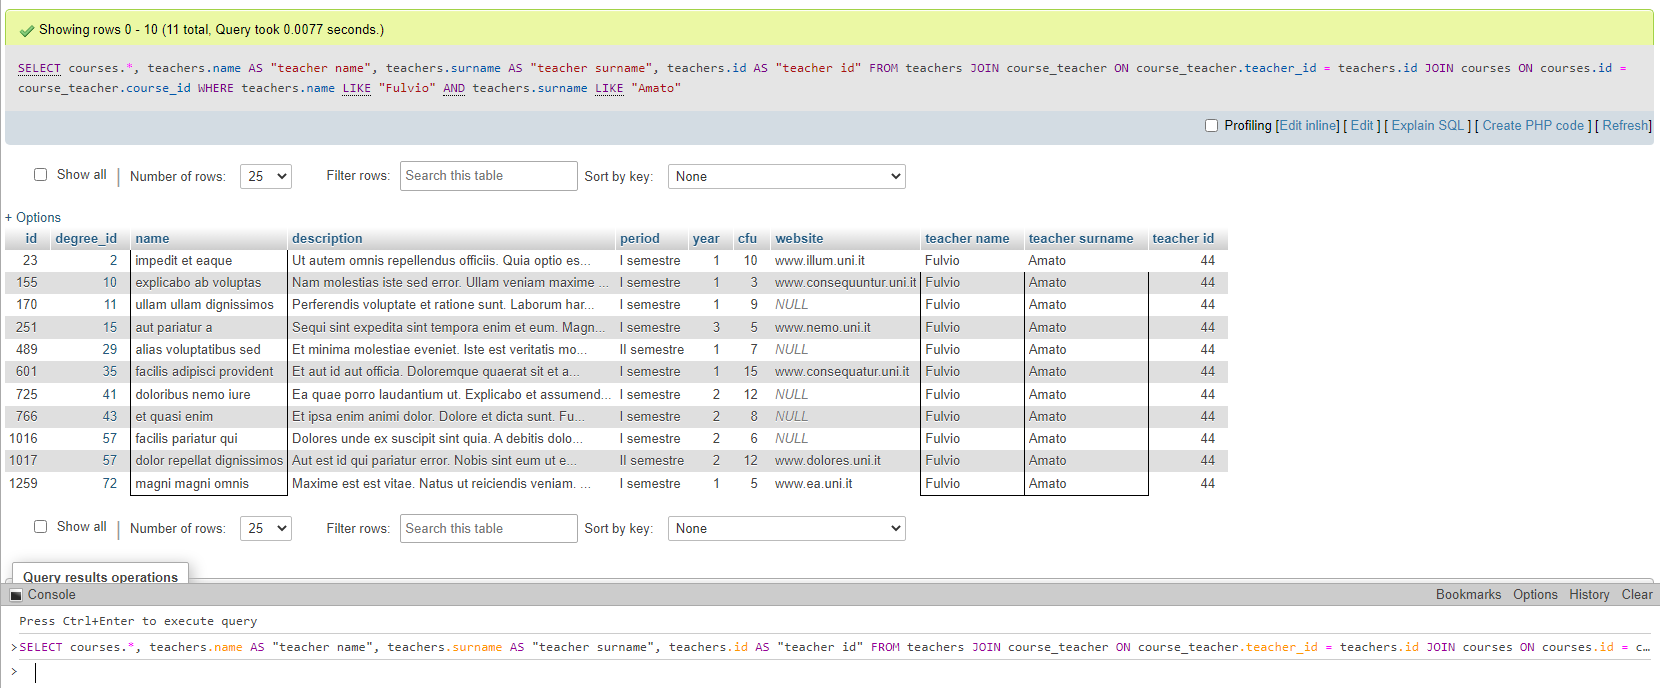 Showing rows 0 - 10 (11 total, Query took 0.0077 seconds.)
SELECT courses.*, teachers.name AS "teacher name", teachers.surname AS "teacher surname", teachers.id AS "teacher id" FROM teachers JOIN course_teacher ON course_teacher.teacher_id = teachers.id JOIN courses ON courses.id =
course_teacher.course_id WHERE teachers.name LIKE "Fulvio" AND teachers.surname LIKE "Amato"
Profiling [Edit inline] [ Edit ] [ Explain SQL ] [ Create PHP code ] [ Refresh]
Show all | Number of rows: 25 Filter rows: Search this table Sort by key: None
+ Options
id degree_id name description period year cfu website teacher name teacher surname teacher id
23 2 impedit et eaque Ut autem omnis repellendus officiis. Quia optio es... I semestre 1 10 www.illum.uni.it Fulvio Amato 44
155 10 explicabo ab voluptas Nam molestias iste sed error. Ullam veniam maxime ... I semestre 1 3 www.consequuntur.uni.it Fulvio Amato 44
170 11 ullam ullam dignissimos Perferendis voluptate et ratione sunt. Laborum har... I semestre 1 9 NULL Fulvio Amato 44
251 15 aut pariatur a Sequi sint expedita sint tempora enim et eum. Magn... I semestre 3 5 www.nemo.uni.it Fulvio Amato 44
489 29 alias voluptatibus sed Et minima molestiae eveniet. Iste est veritatis mo... II semestre 1 7 NULL Fulvio Amato 44
601 35 facilis adipisci provident Et aut id aut officia. Doloremque quaerat sit et a... I semestre 1 15 www.consequatur.uni.it Fulvio Amato 44
725 41 doloribus nemo iure Ea quae porro laudantium ut. Explicabo et assumend... I semestre 2 12 NULL Fulvio Amato 44
766 43 et quasi enim Et ipsa enim animi dolor. Dolore et dicta sunt. Fu... I semestre 2 8 NULL Fulvio Amato 44
1016 57 facilis pariatur qui Dolores unde ex suscipit sint quia. A debitis dolo... I semestre 2 6 NULL Fulvio Amato 44
1017 57 dolor repellat dignissimos Aut est id qui pariatur error. Nobis sint eum ut e... II semestre 2 12 www.dolores.uni.it Fulvio Amato 44
1259 72 magni magni omnis Maxime est est vitae. Natus ut reiciendis veniam. ... I semestre 1 5 www.ea.uni.it Fulvio Amato 44
Show all | Number of rows: 25 Filter rows: Search this table Sort by key: None
Query results operations
Console Bookmarks Options History Clear
Press Ctrl+Enter to execute query
>SELECT courses.*, teachers.name AS "teacher name", teachers.surname AS "teacher surname", teachers.id AS "teacher id" FROM teachers JOIN course_teacher ON course_teacher.teacher_id = teachers.id JOIN courses ON courses.id = c…
>